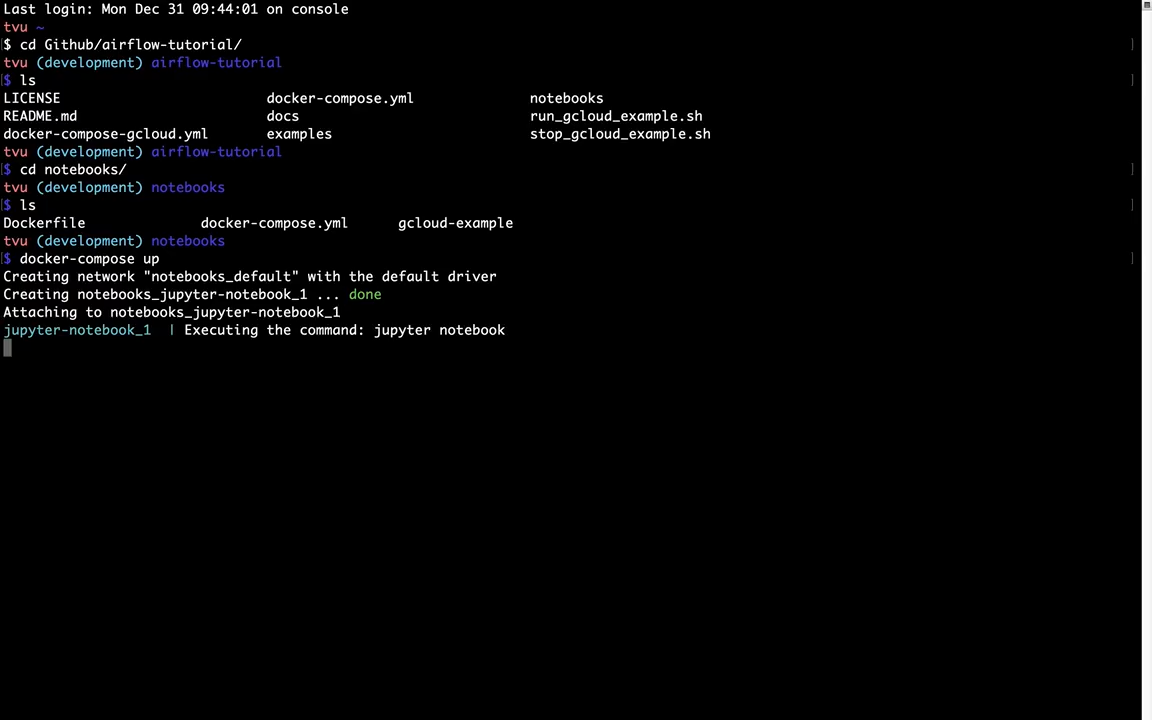 Last login: Mon Dec 31 09:44:01 on console
tvu ~
$ cd Github/airflow-tutorial/
tvu (development) airflow-tutorial
$ ls
LICENSE docker-compose.yml notebooks
README.md docs run_gcloud_example.sh
docker-compose-gcloud.yml examples stop_gcloud_example.sh
tvu (development) airflow-tutorial
$ cd notebooks/
tvu (development) notebooks
$ ls
Dockerfile docker-compose.yml gcloud-example
tvu (development) notebooks
$ docker-compose up
Creating network "notebooks_default" with the default driver
Creating notebooks_jupyter-notebook_1 ... done
Attaching to notebooks_jupyter-notebook_1
jupyter-notebook_1 | Executing the command: jupyter notebook